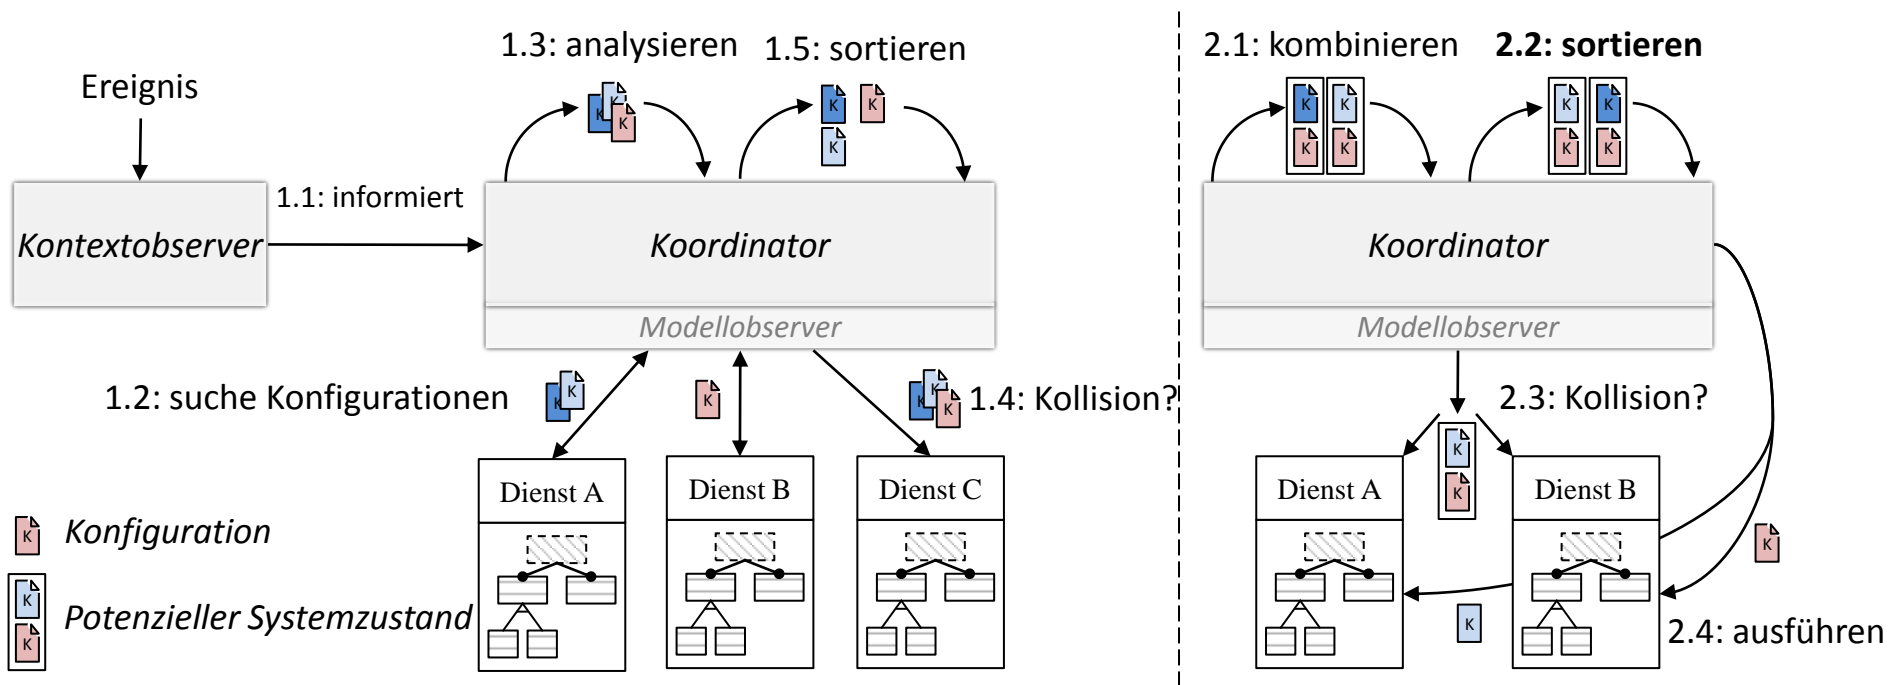 1.3: analysieren
1.5: sortieren
2.1: kombinieren
2.2: sortieren
Ereignis
K
K
K
K
K
K
K
K
K
K
K
K
K
K
1.1: informiert
Kontextobserver
Koordinator
Koordinator
Modellobserver
Modellobserver
1.2: suche Konfigurationen
K
K
K
K
K
K
1.4: Kollision?
2.3: Kollision?
K
K
Dienst A
Dienst B
Dienst C
Dienst A
Dienst B
K
Konfiguration
K
K
K
Potenzieller Systemzustand
K
2.4: ausführen